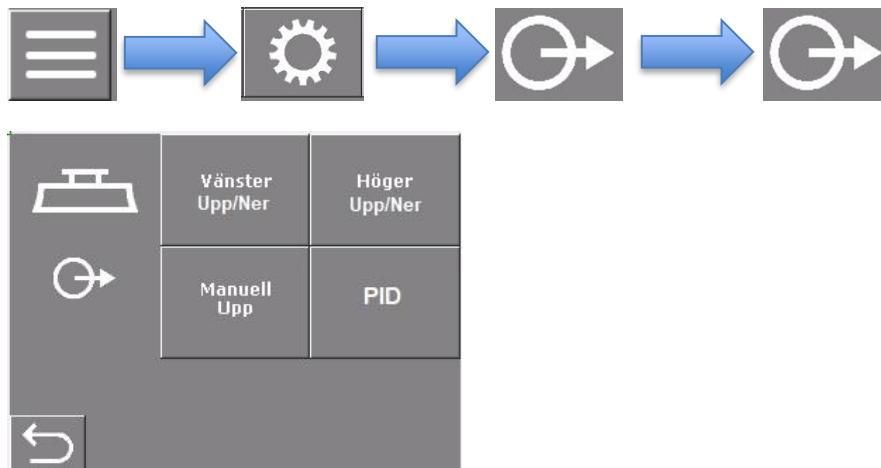 Vänster
Upp/Ner
Höger
Upp/Ner
Manuell
Upp
PID